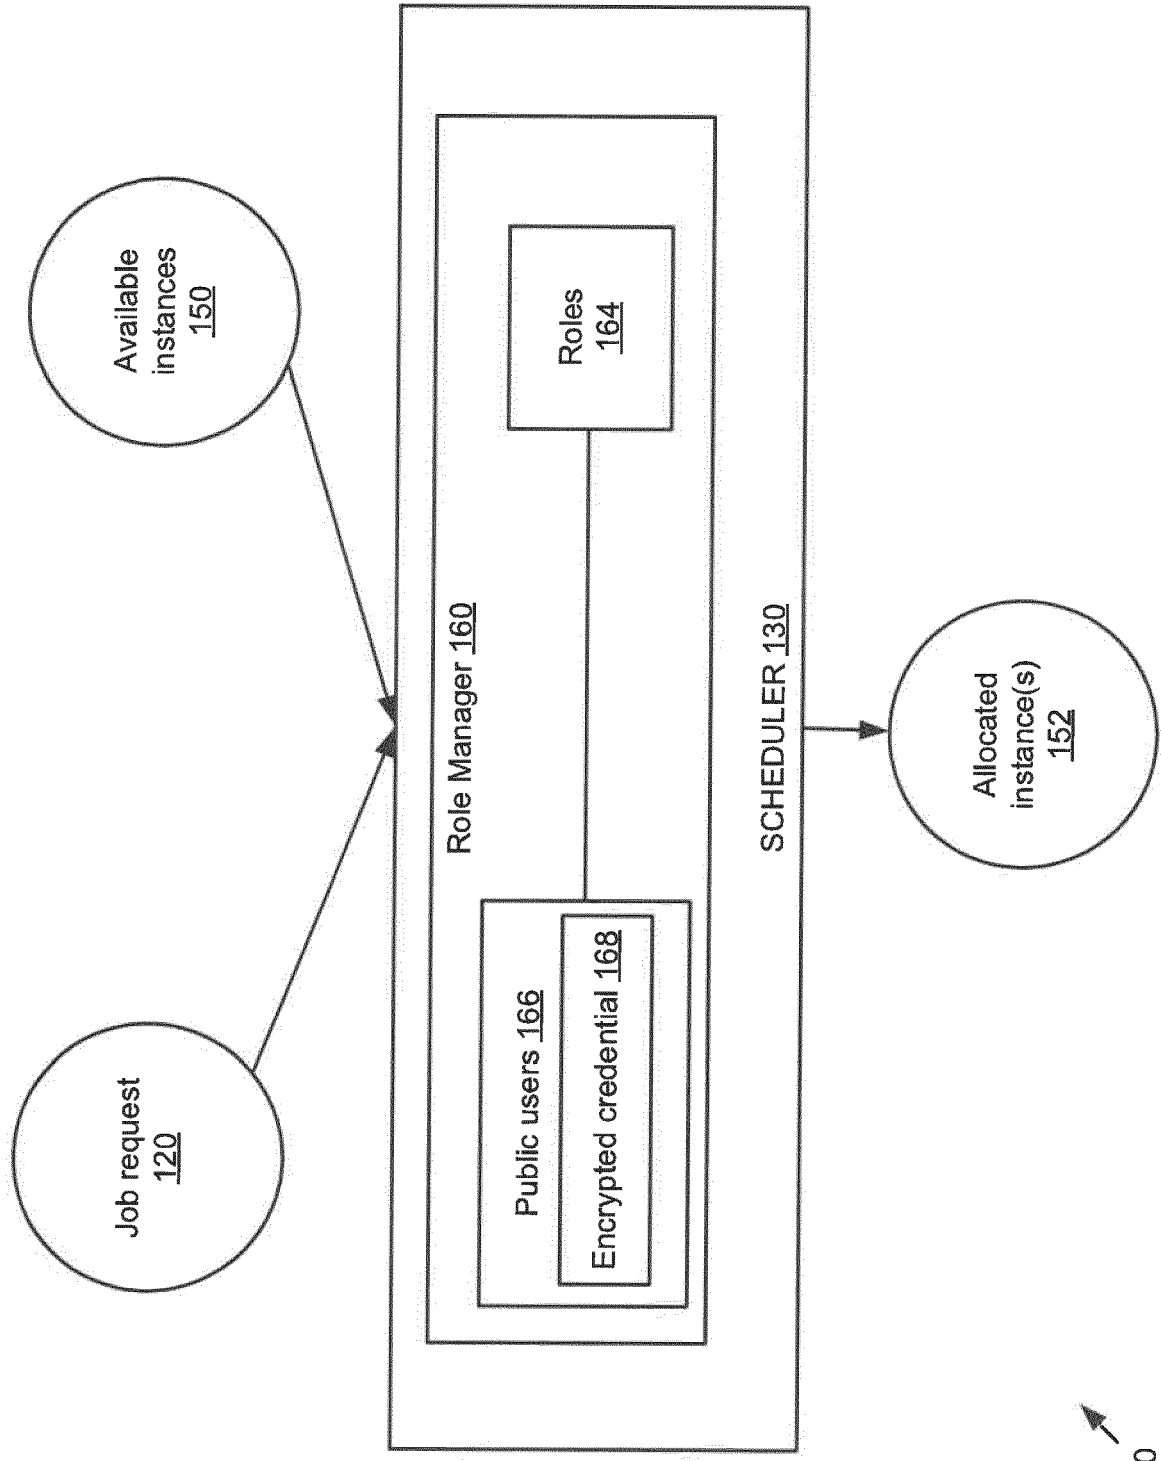 Job request
120
Available
instances
150
Role Manager 160
Public users 166
Encrypted credential 168
Roles
164
SCHEDULER 130
Allocated
instance(s)
152